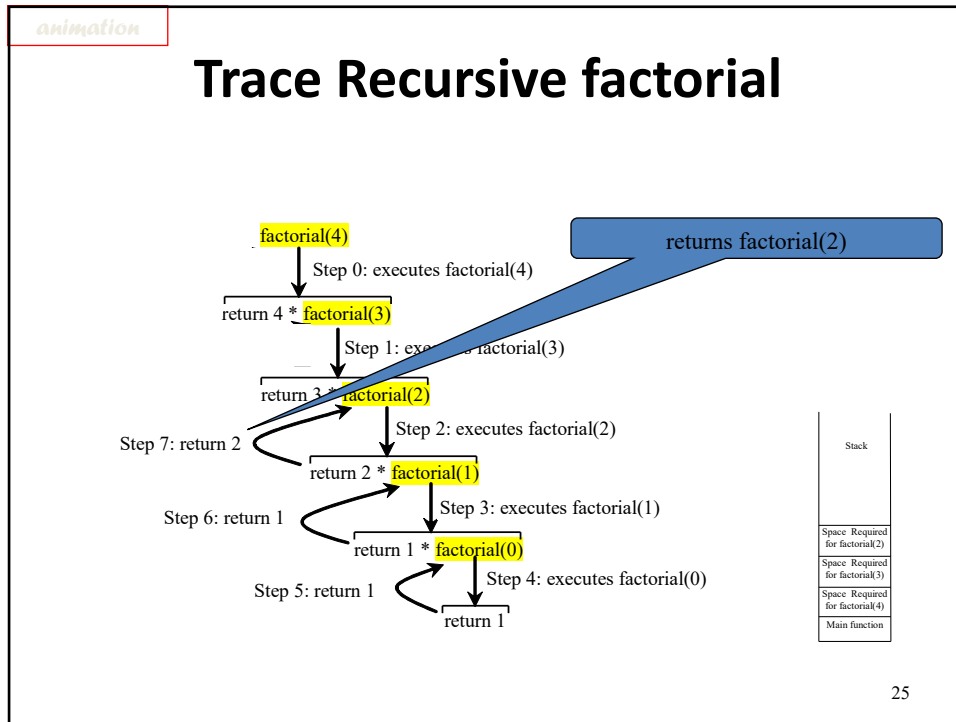 animation
Trace Recursive factorial
factorial(4)
returns factorial(2)
Step 0: executes factorial(4)
return 4 * factorial(3)
Step 1: executes factorial(3)
return 3 * factorial(2)
Step 2: executes factorial(2)
Step 7: return 2
return 2 * factorial(1)
Step 3: executes factorial(1)
Step 6: return 1
return 1 * factorial(0)
Step 4: executes factorial(0)
Step 5: return 1
return 1
Stack
Space Required
for factorial(2)
Space Required
for factorial(3)
Space Required
for factorial(4)
Main function
25